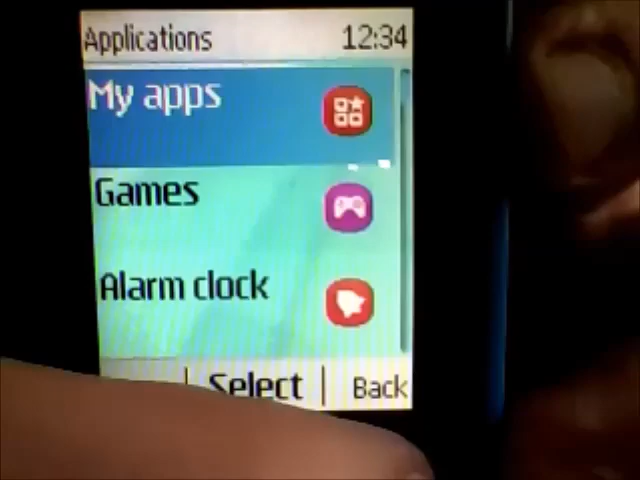 Applications 12:34
My apps
Games
Alarm clock
Select | Back